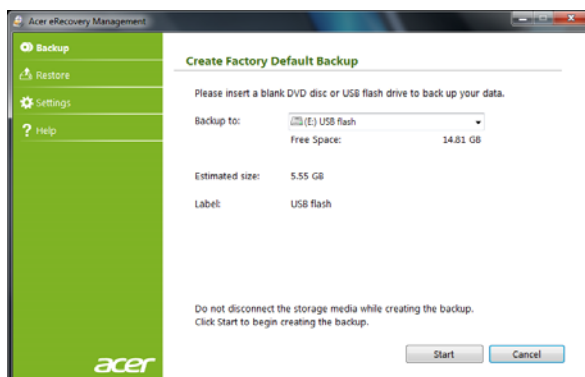 Acer eRecovery Management
Backup
Restore
Settings
? Help
Create Factory Default Backup
Please insert a blank DVD disc or USB flash drive to back up your data.
Backup to: (E:) USB flash
Free Space: 14.81 GB
Estimated size: 5.55 GB
Label: USB flash
Do not disconnect the storage media while creating the backup.
Click Start to begin creating the backup.
Start Cancel
acer